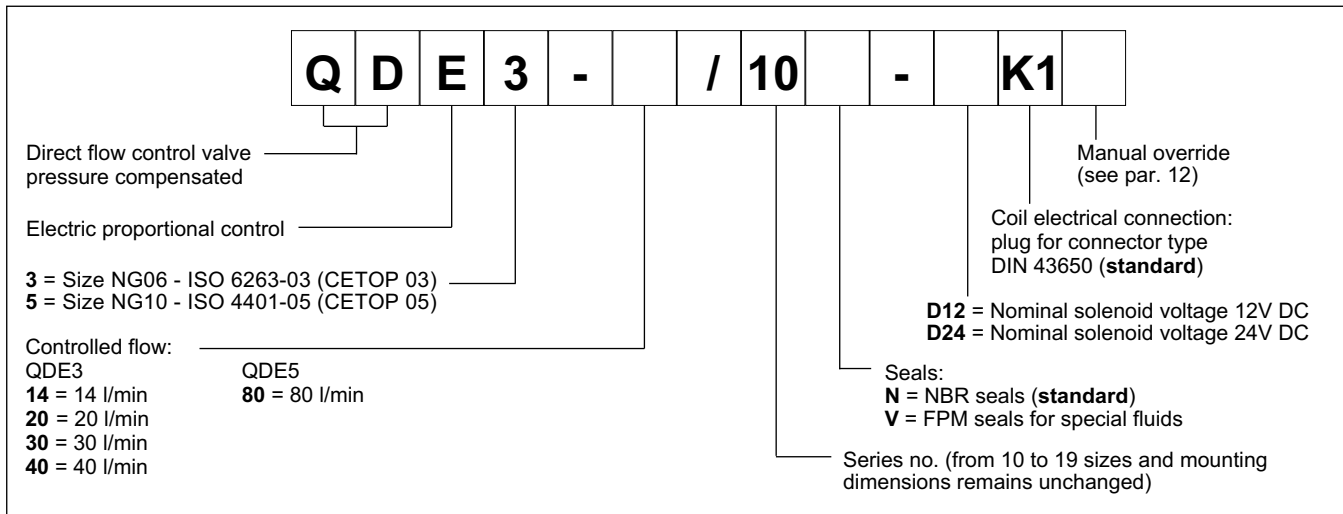 Q D E 3 - / 10 - K1
Direct flow control valve
pressure compensated
Electric proportional control
3 = Size NG06 - ISO 6263-03 (CETOP 03)
5 = Size NG10 - ISO 4401-05 (CETOP 05)
Controlled flow:
QDE3 QDE5
14 = 14 l/min 80 = 80 l/min
20 = 20 l/min
30 = 30 l/min
40 = 40 l/min
Manual override
(see par. 12)
Coil electrical connection:
plug for connector type
DIN 43650 (standard)
D12 = Nominal solenoid voltage 12V DC
D24 = Nominal solenoid voltage 24V DC
Seals:
N = NBR seals (standard)
V = FPM seals for special fluids
Series no. (from 10 to 19 sizes and mounting
dimensions remains unchanged)